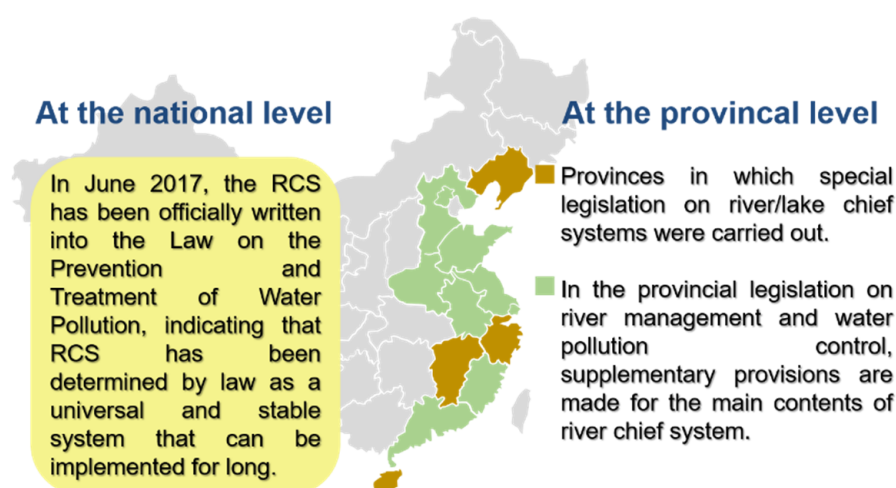 At the national level
In June 2017, the RCS
has been officially written
into the Law on the
Prevention and
Treatment of Water
Pollution, indicating that
RCS has been
determined by law as a
universal and stable
system that can be
implemented for long.
At the provincal level
Provinces in which special
legislation on river/lake chief
systems were carried out.
In the provincial legislation on
river management and water
pollution control,
supplementary provisions are
made for the main contents of
river chief system.